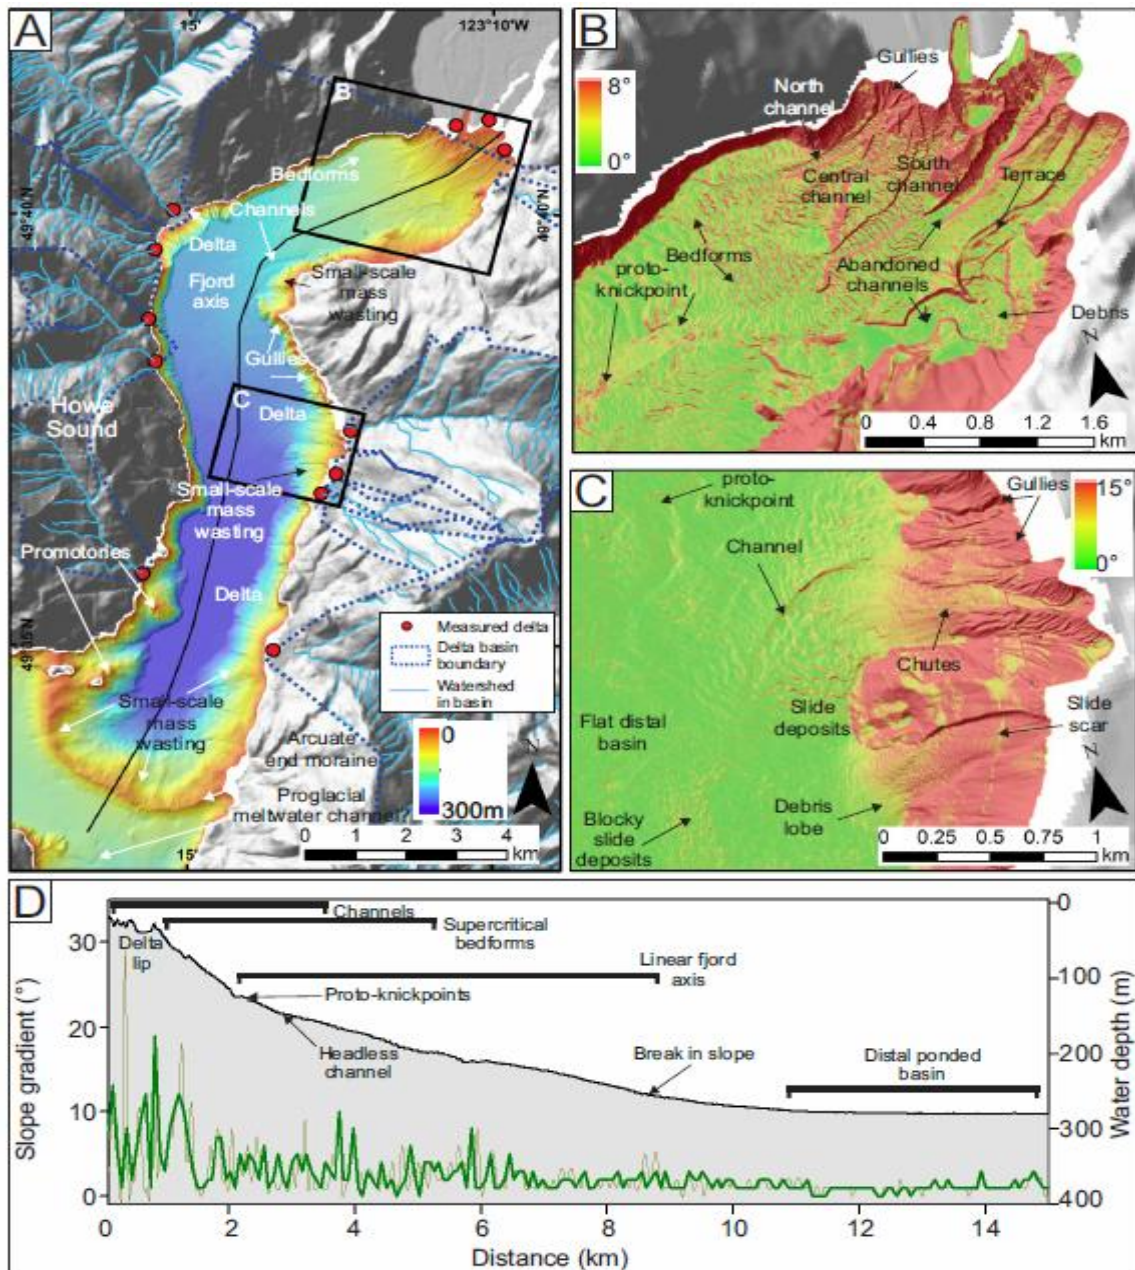 A
15'
123°10'W
B
Bedforms
49°40'N
49°40'N
Channels
Delta
Fjord
axis
Small-scale
mass
wasting
Gullies
C
Delta
Howe
Sound
Small-scale
mass
wasting
Promotories
Delta
49°35'N
Measured delta
Delta basin
boundary
Watershed
in basin
Small-scale
mass
wasting
Arcuate
end moraine
0
300m
N
Proglacial
meltwater channel?
0 1 2 3 4
km
15'
B
8°
0°
Gullies
North
channel
Central
channel
South
channel
Terrace
Bedforms
proto-
knickpoint
Abandoned
channels
Debris
N
0 0.4 0.8 1.2 1.6
km
C
proto-
knickpoint
Gullies
15°
0°
Channel
Chutes
Slide
deposits
Slide
scar
Flat distal
basin
N
Blocky
slide
deposits
Debris
lobe
0 0.25 0.5 0.75 1
km
D
Channels
Supercritical
bedforms
Delta
lip
Linear fjord
axis
Proto-knickpoints
Headless
channel
Break in slope
Distal ponded
basin
Slope gradient (°)
30
20
10
0
Water depth (m)
0
100
200
300
400
0 2 4 6 8 10 12 14
Distance (km)